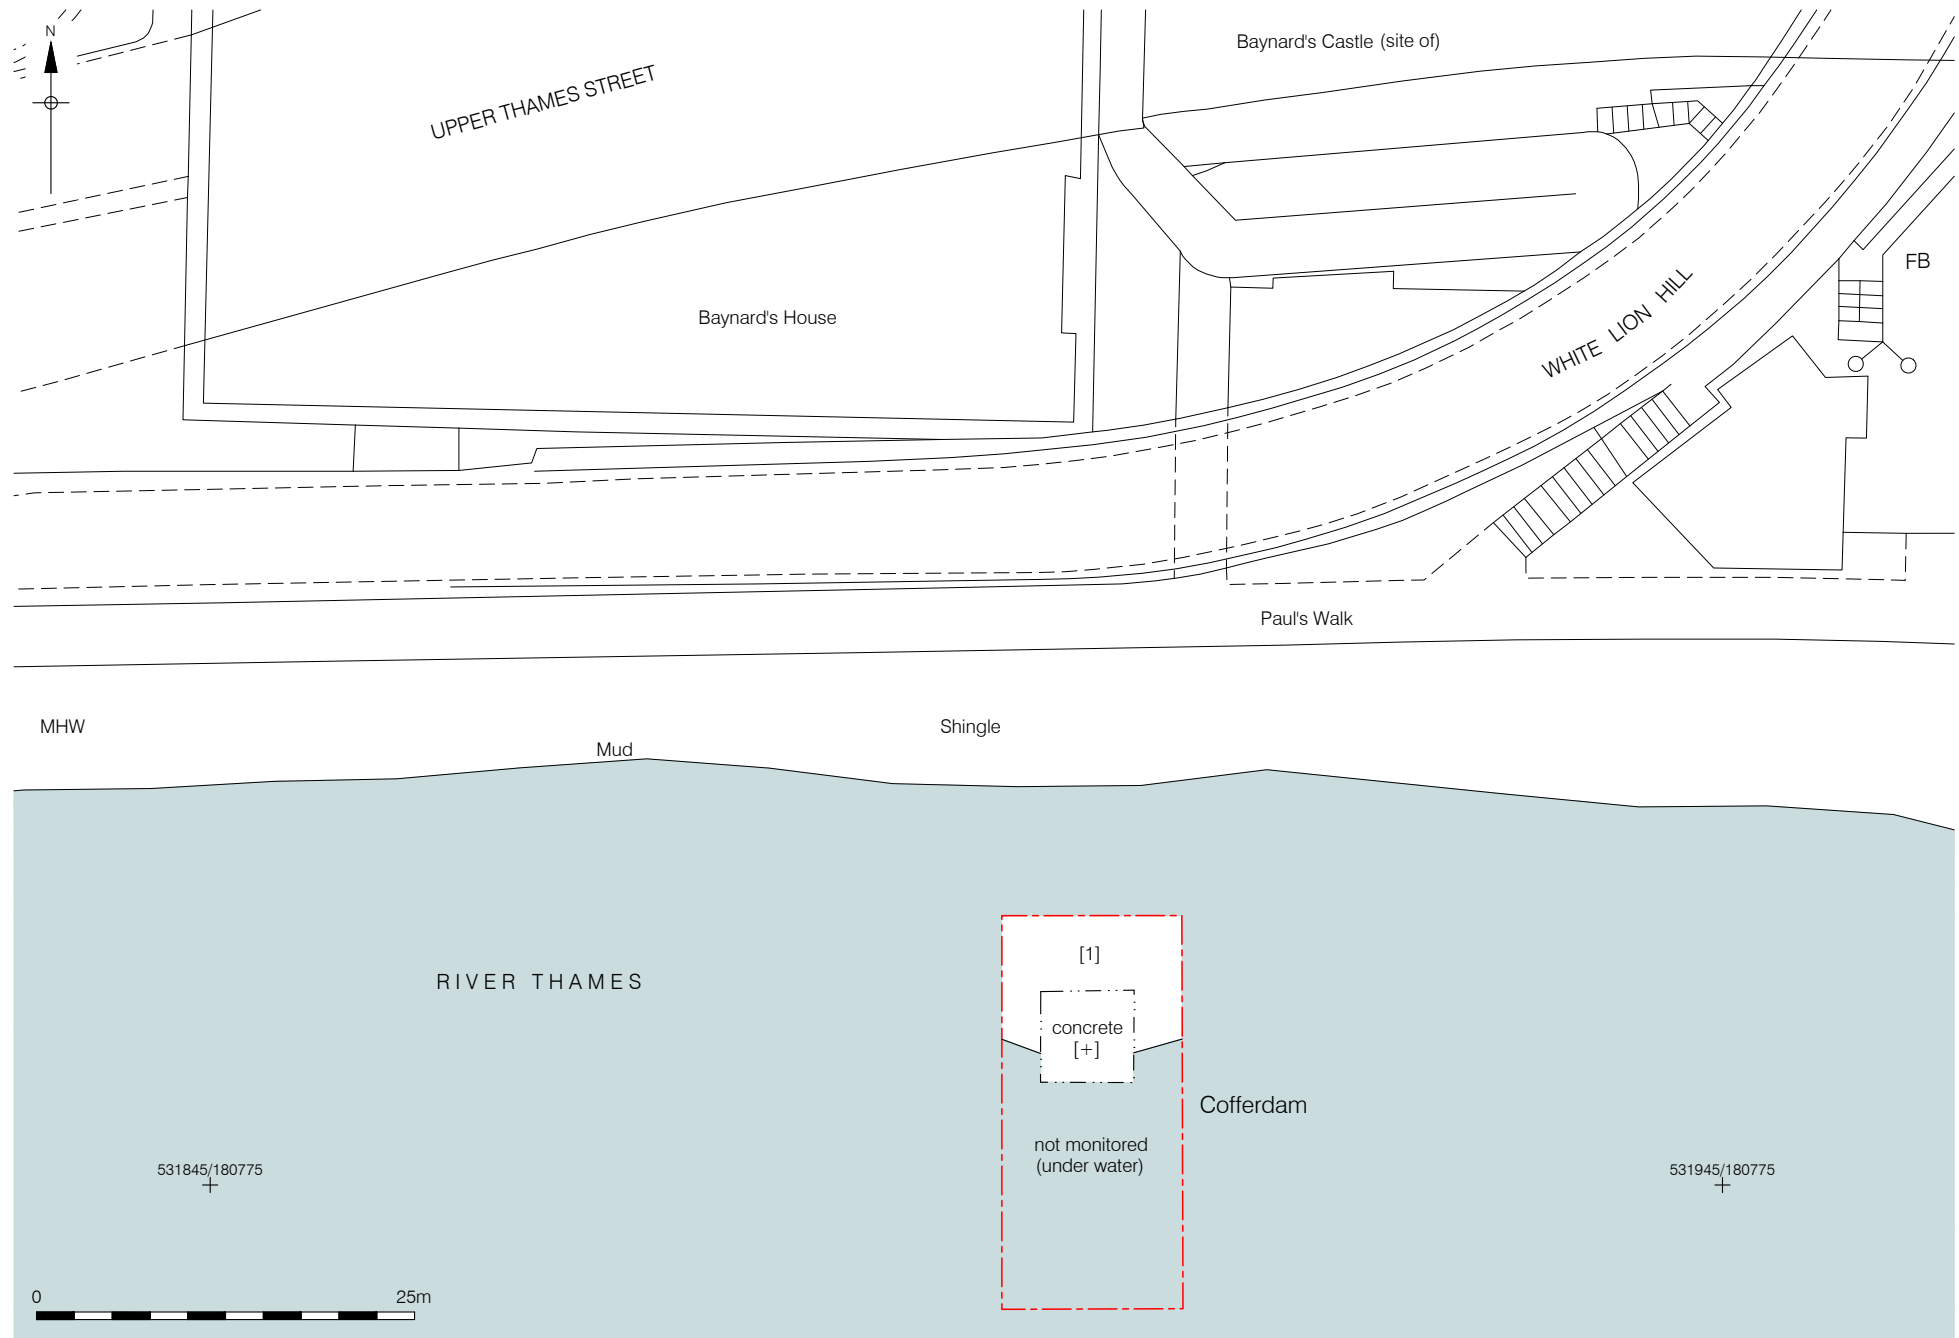 N
Baynard's Castle (site of)
UPPER THAMES STREET
FB
Baynard's House
WHITE LION HILL
Paul's Walk
MHW
Shingle
Mud
[1]
RIVER THAMES
concrete
[+]
Cofferdam
not monitored
(under water)
531845/180775
531945/180775
0 25m